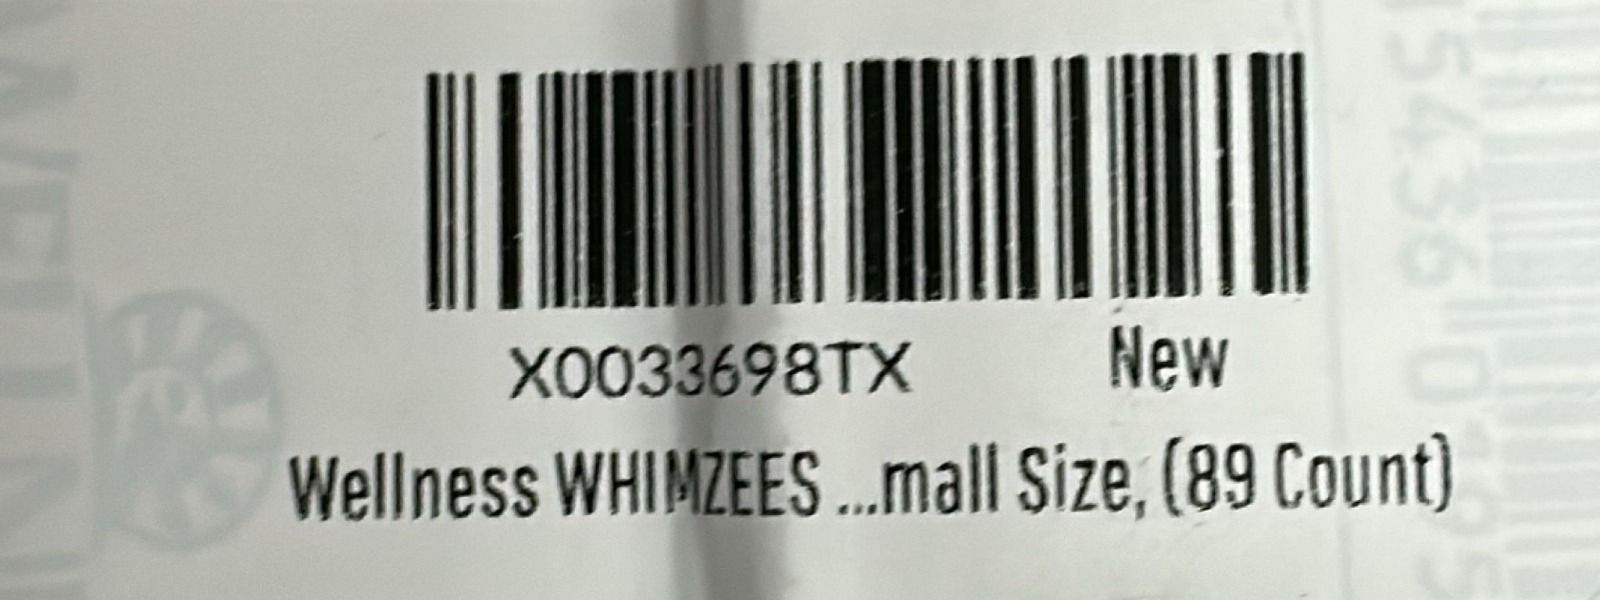 X0033698TX New
Wellness WHIMZEES ...mall Size, (89 Count)